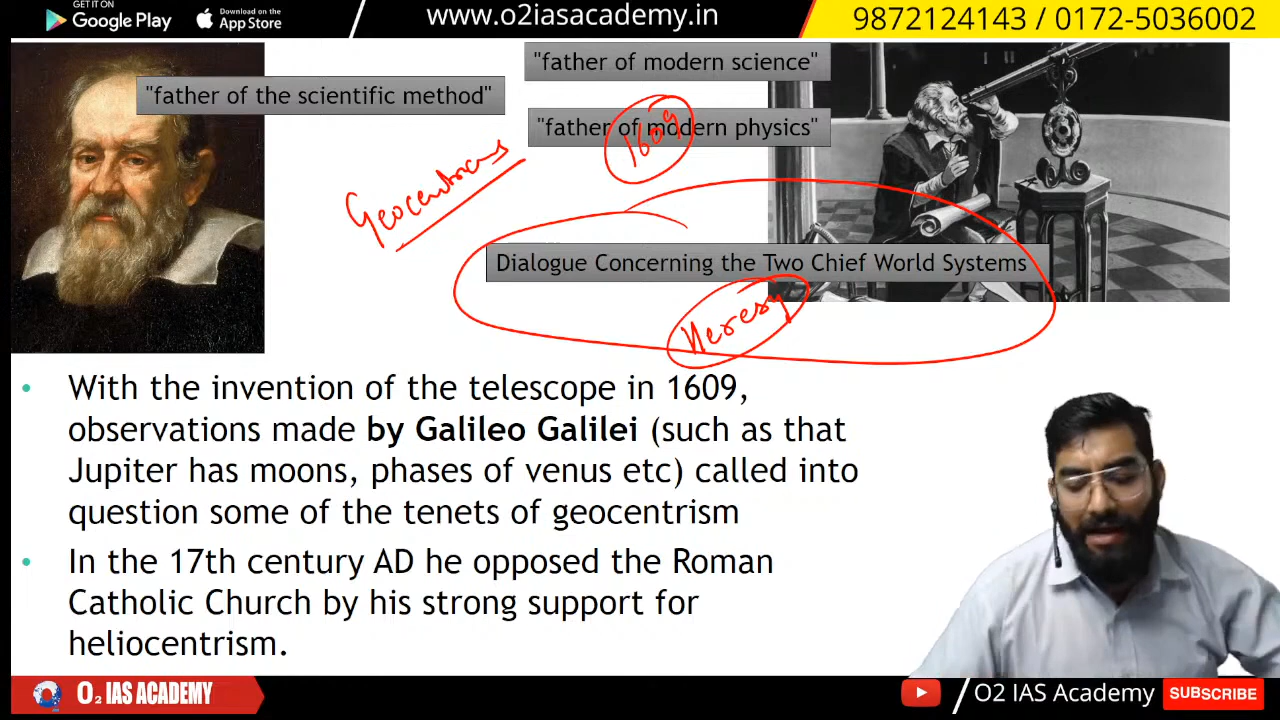 GET IT ON
Google Play
Download on the
App Store
www.o2iasacademy.in
9872124143 / 0172-5036002
"father of the scientific method"
"father of modern science"
"father of modern physics"
1609
Dialogue Concerning the Two Chief World Systems
Heresy
• With the invention of the telescope in 1609,
observations made by Galileo Galilei (such as that
Jupiter has moons, phases of venus etc) called into
question some of the tenets of geocentrism
• In the 17th century AD he opposed the Roman
Catholic Church by his strong support for
heliocentrism.
O2 IAS ACADEMY
O2 IAS Academy
SUBSCRIBE